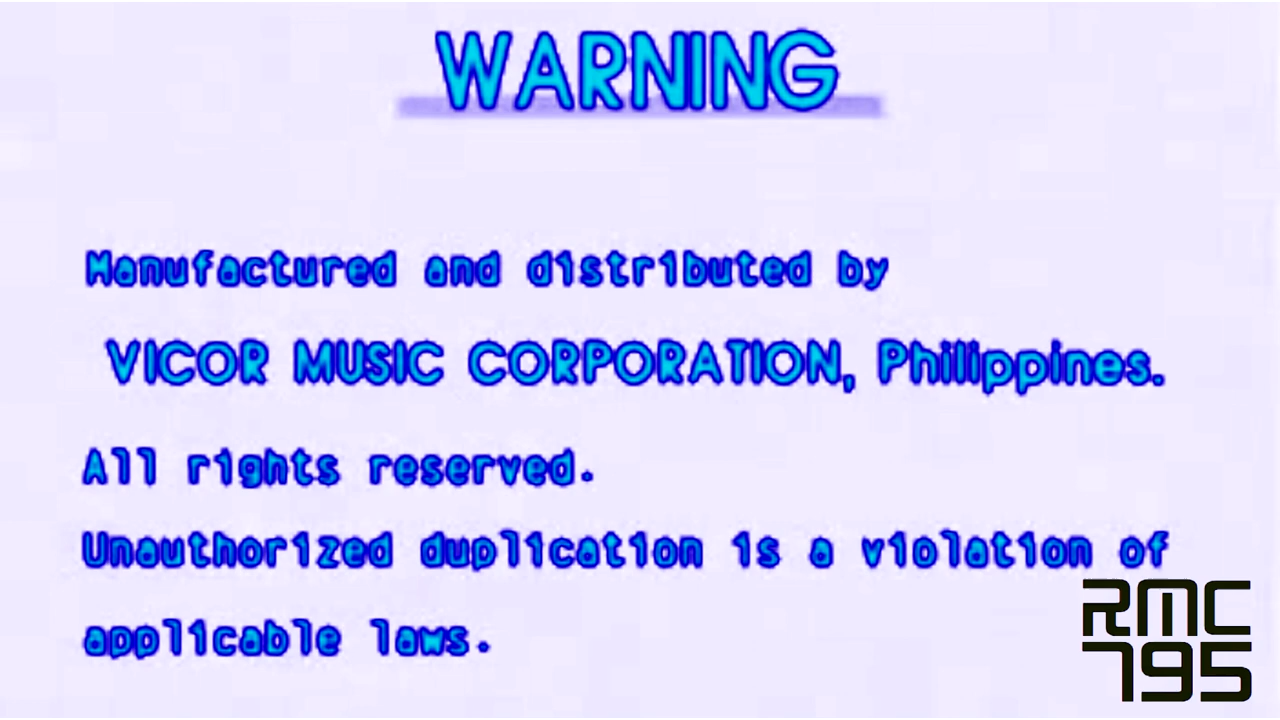 WARNING
Manufactured and distributed by
VICOR MUSIC CORPORATION, Philippines.
All rights reserved.
Unauthorized duplication is a violation of
applicable laws.
RMC
795